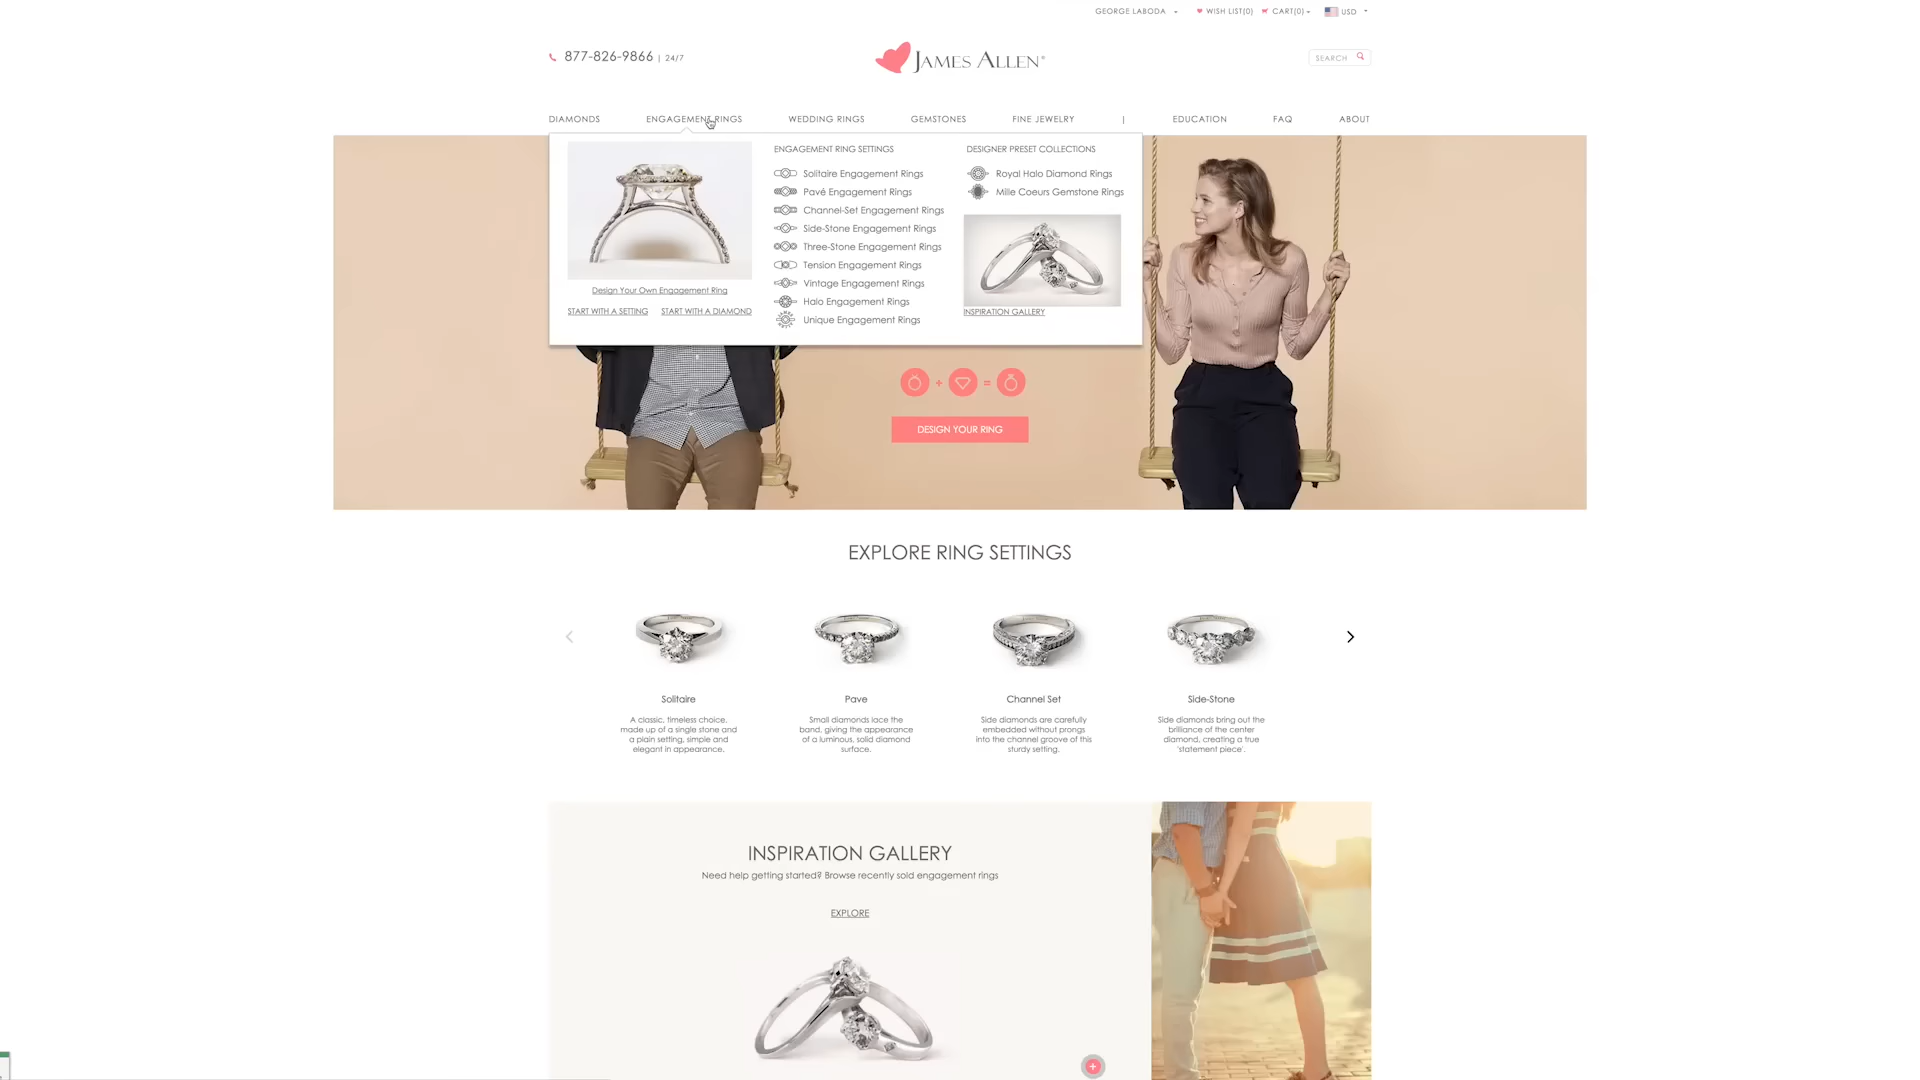 GEORGE LABODA
WISH LIST(0)
CART(0)
USD
877-826-9866 | 24/7
JAMES ALLEN®
SEARCH
DIAMONDS
ENGAGEMENT RINGS
WEDDING RINGS
GEMSTONES
FINE JEWELRY
|
EDUCATION
FAQ
ABOUT
Design Your Own Engagement Ring
START WITH A SETTING
START WITH A DIAMOND
ENGAGEMENT RING SETTINGS
Solitaire Engagement Rings
Pavé Engagement Rings
Channel-Set Engagement Rings
Side-Stone Engagement Rings
Three-Stone Engagement Rings
Tension Engagement Rings
Vintage Engagement Rings
Halo Engagement Rings
Unique Engagement Rings
DESIGNER PRESET COLLECTIONS
Royal Halo Diamond Rings
Mille Coeurs Gemstone Rings
INSPIRATION GALLERY
+
=
DESIGN YOUR RING
EXPLORE RING SETTINGS
Solitaire
A classic, timeless choice,
made up of a single stone and
a plain setting, simple and
elegant in appearance.
Pave
Small diamonds lace the
band, giving the appearance
of a luminous, solid diamond
surface.
Channel Set
Side diamonds are carefully
embedded without prongs
into the channel groove of this
sturdy setting.
Side-Stone
Side diamonds bring out the
brilliance of the center
diamond, creating a true
'statement piece'.
INSPIRATION GALLERY
Need help getting started? Browse recently sold engagement rings
EXPLORE
+